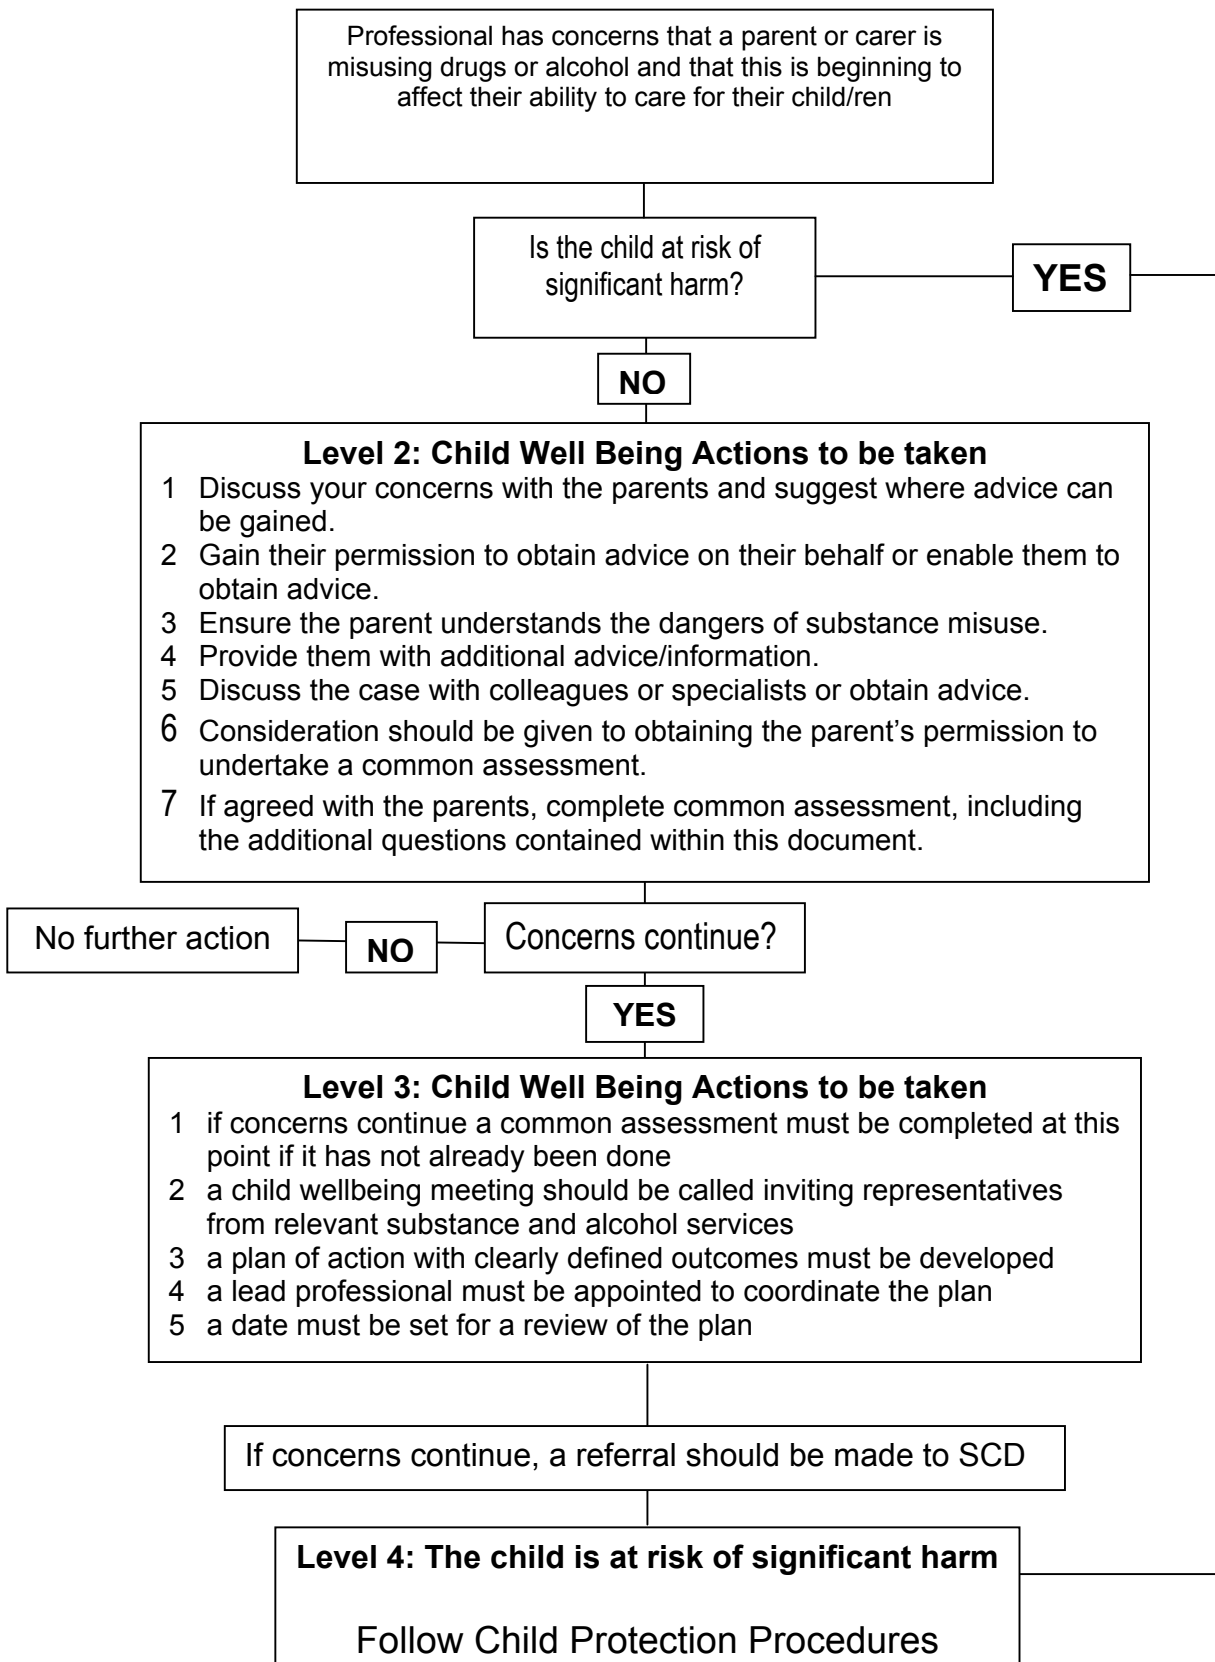 Professional has concerns that a parent or carer is
misusing drugs or alcohol and that this is beginning to
affect their ability to care for their child/ren
Is the child at risk of
significant harm?
YES
NO
Level 2: Child Well Being Actions to be taken
1 Discuss your concerns with the parents and suggest where advice can
be gained.
2 Gain their permission to obtain advice on their behalf or enable them to
obtain advice.
3 Ensure the parent understands the dangers of substance misuse.
4 Provide them with additional advice/information.
5 Discuss the case with colleagues or specialists or obtain advice.
6 Consideration should be given to obtaining the parent’s permission to
undertake a common assessment.
7 If agreed with the parents, complete common assessment, including
the additional questions contained within this document.
No further action
NO
Concerns continue?
YES
Level 3: Child Well Being Actions to be taken
1 if concerns continue a common assessment must be completed at this
point if it has not already been done
2 a child wellbeing meeting should be called inviting representatives
from relevant substance and alcohol services
3 a plan of action with clearly defined outcomes must be developed
4 a lead professional must be appointed to coordinate the plan
5 a date must be set for a review of the plan
If concerns continue, a referral should be made to SCD
Level 4: The child is at risk of significant harm
Follow Child Protection Procedures